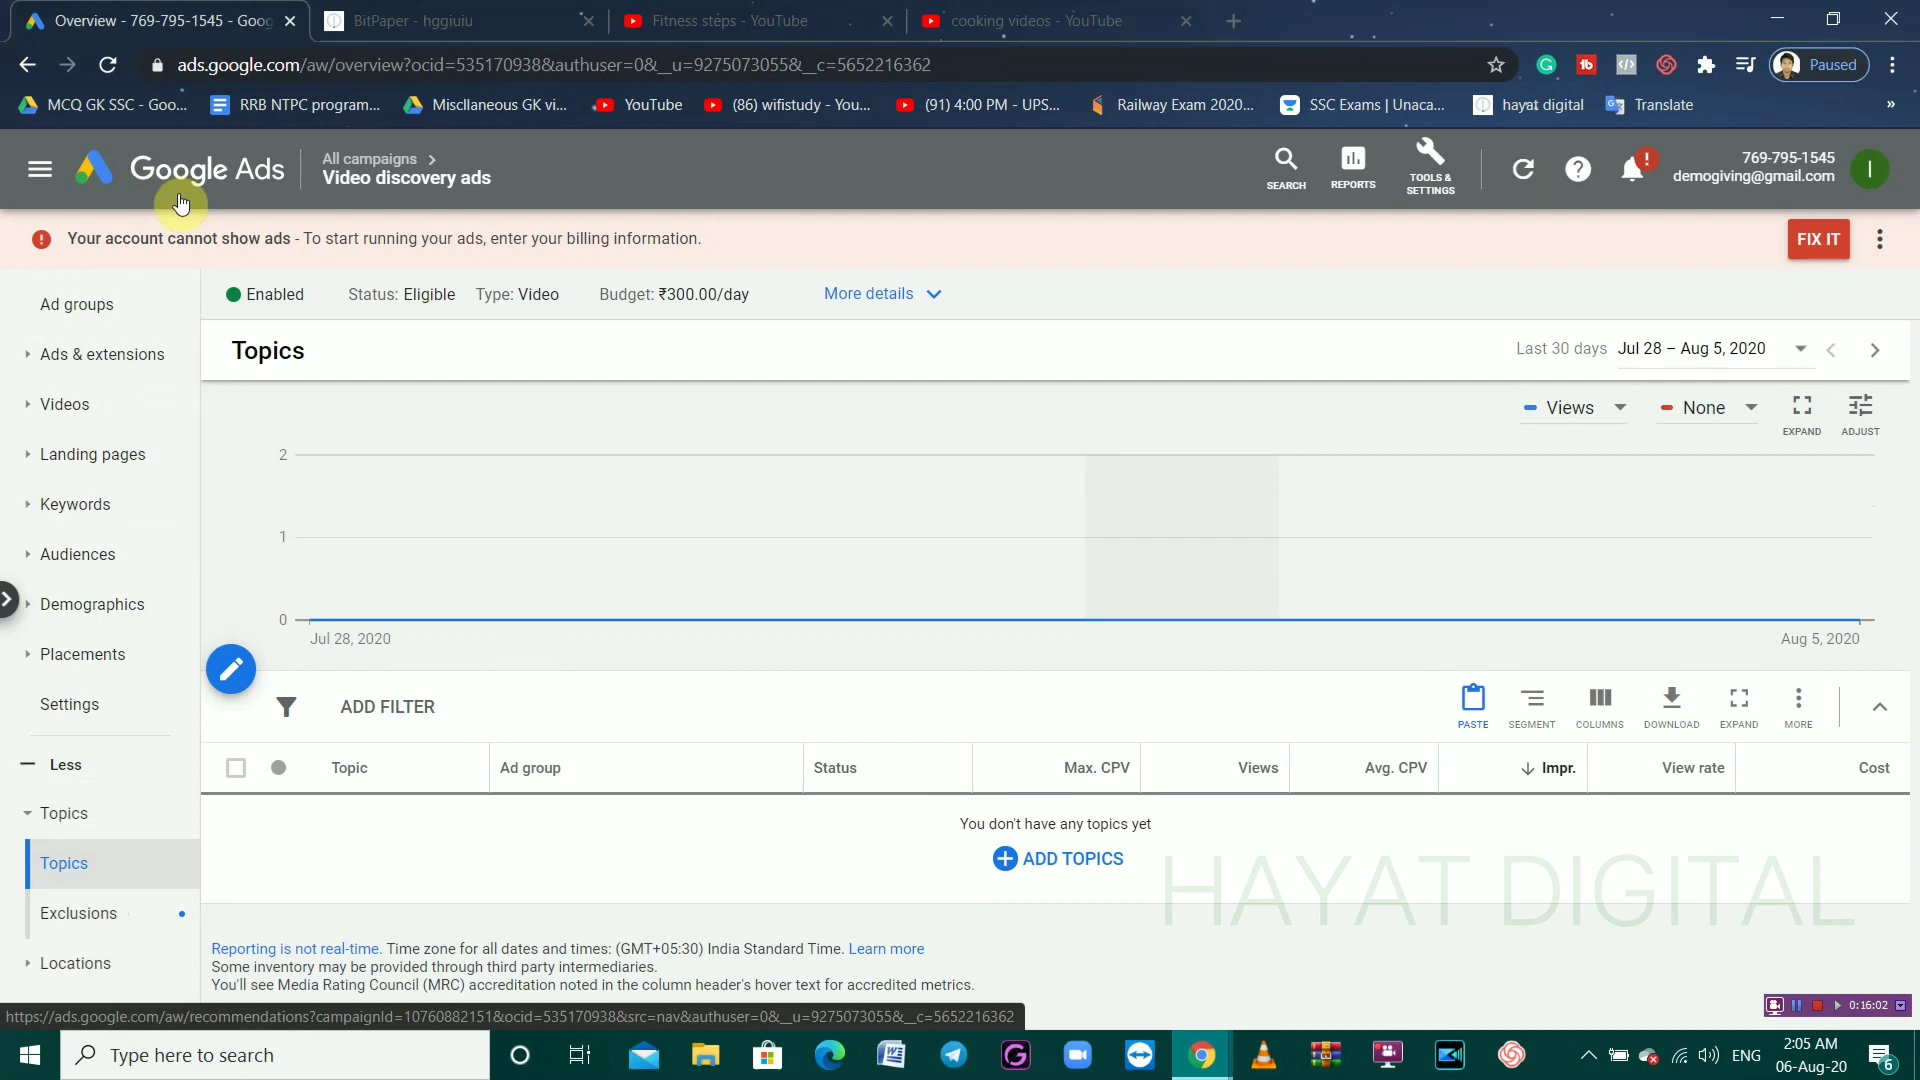 Overview - 769-795-1545 - Goog
BitPaper - hggiuiu
Fitness steps - YouTube
cooking videos - YouTube
ads.google.com/aw/overview?ocid=535170938&authuser=0&__u=9275073055&__c=5652216362
Paused
MCQ GK SSC - Goo...
RRB NTPC program...
Miscllaneous GK vi...
YouTube
(86) wifistudy - You...
(91) 4:00 PM - UPS...
Railway Exam 2020...
SSC Exams | Unaca...
hayat digital
Translate
»
Google Ads
All campaigns >
Video discovery ads
SEARCH
REPORTS
TOOLS & SETTINGS
769-795-1545
demogiving@gmail.com
I
Your account cannot show ads - To start running your ads, enter your billing information.
FIX IT
Ad groups
Ads & extensions
Videos
Landing pages
Keywords
Audiences
Demographics
Placements
Settings
Less
Topics
Topics
Exclusions
Locations
Enabled
Status: Eligible
Type: Video
Budget: ₹300.00/day
More details
Topics
Last 30 days
Jul 28 – Aug 5, 2020
Views
None
EXPAND
ADJUST
2
1
0
Jul 28, 2020
Aug 5, 2020
ADD FILTER
PASTE
SEGMENT
COLUMNS
DOWNLOAD
EXPAND
MORE
Topic
Ad group
Status
Max. CPV
Views
Avg. CPV
Impr.
View rate
Cost
You don't have any topics yet
ADD TOPICS
HAYAT DIGITAL
Reporting is not real-time. Time zone for all dates and times: (GMT+05:30) India Standard Time. Learn more
Some inventory may be provided through third party intermediaries.
You'll see Media Rating Council (MRC) accreditation noted in the column header's hover text for accredited metrics.
0:16:02
https://ads.google.com/aw/recommendations?campaignId=10760882151&ocid=535170938&src=nav&authuser=0&__u=9275073055&__c=5652216362
Type here to search
ENG
2:05 AM
06-Aug-20
6